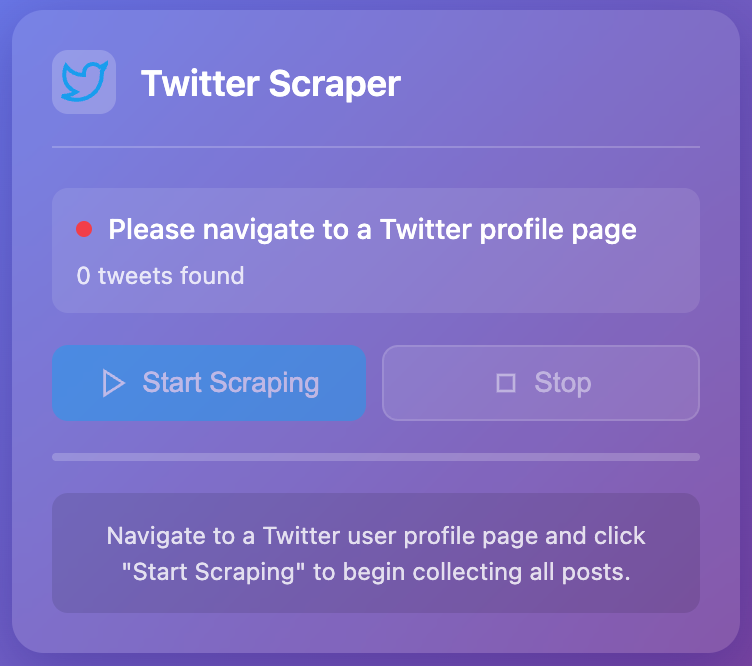 Twitter Scraper
Please navigate to a Twitter profile page
0 tweets found
Start Scraping
Stop
Navigate to a Twitter user profile page and click
"Start Scraping" to begin collecting all posts.